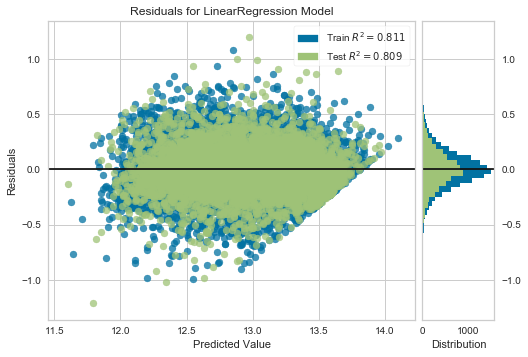 Residuals for LinearRegression Model
Train R² = 0.811
Test R² = 0.809
Residuals
1.0
0.5
0.0
−0.5
−1.0
1.0
0.5
0.0
−0.5
−1.0
11.5 12.0 12.5 13.0 13.5 14.0
0 1000
Predicted Value
Distribution